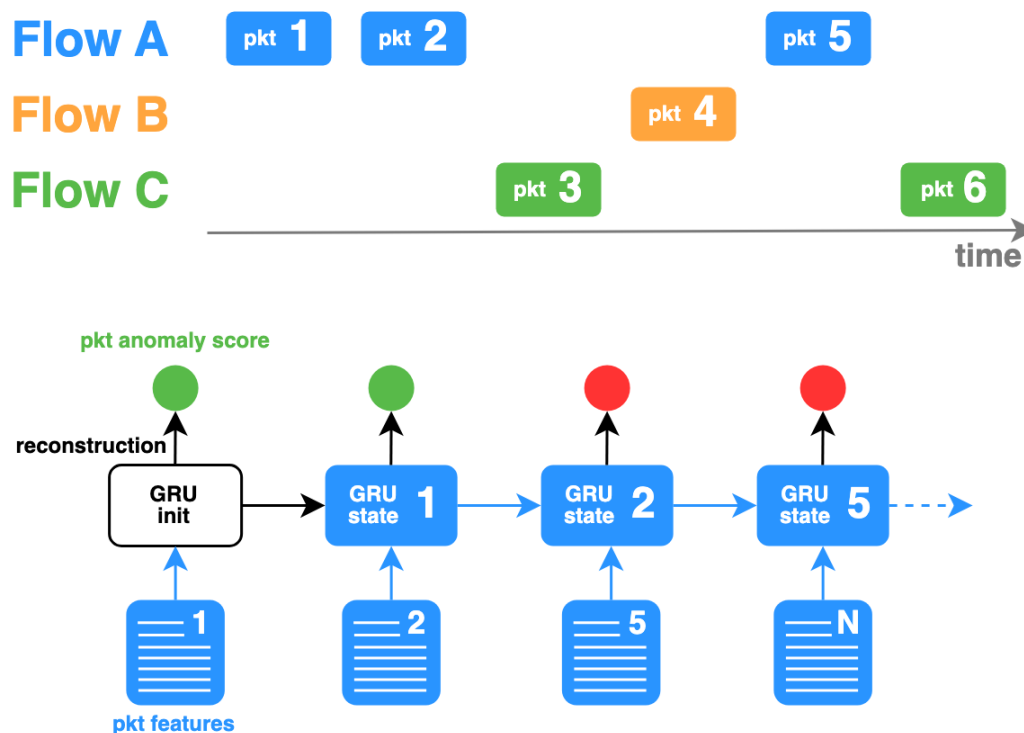 Flow A
pkt 1
pkt 2
pkt 5
Flow B
pkt 4
Flow C
pkt 3
pkt 6
time
pkt anomaly score
reconstruction
GRU
init
GRU
state 1
GRU
state 2
GRU
state 5
1
2
5
N
pkt features